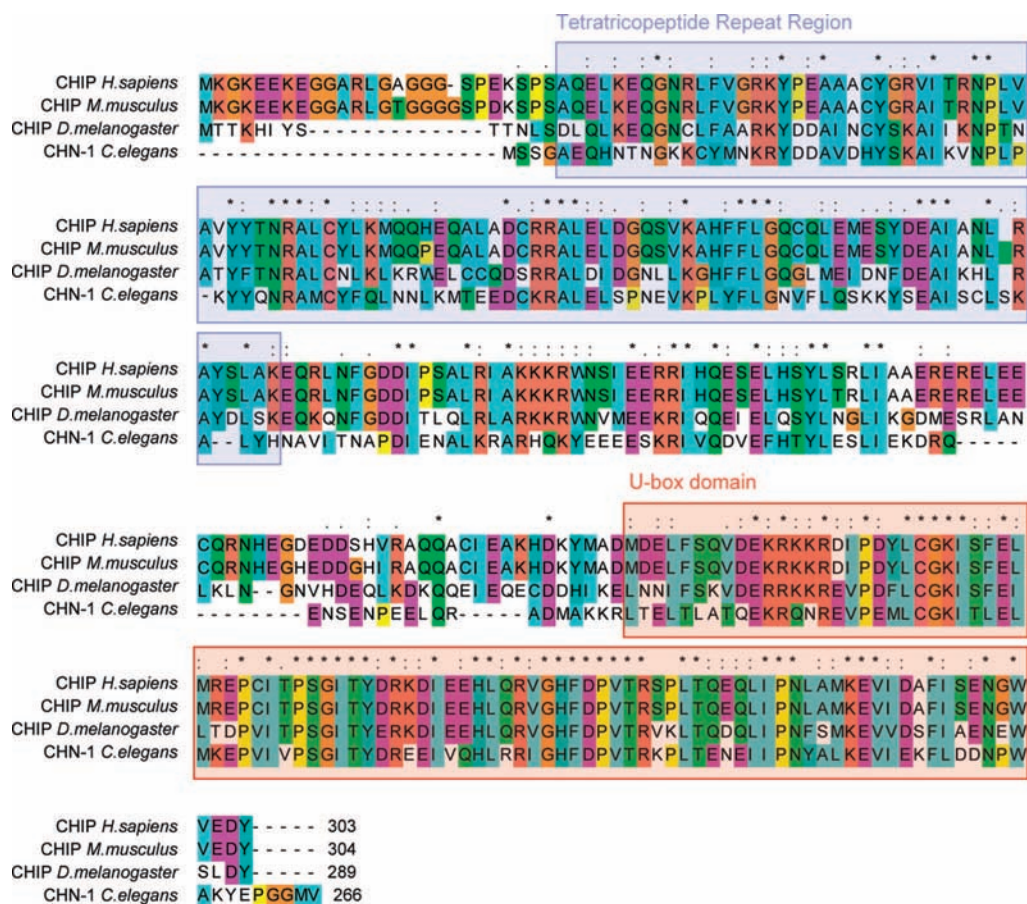 Tetratricopeptide Repeat Region
CHIP H.sapiens MKGKEEKEGGARLGAGGG-SPEKSPSAQELKEQGNRLFVGRKYPEAAACYGRVITRNPLV
CHIP M.musculus MKGKEEKEGGARLGTGGGGSPDKSPSAQELKEQGNRLFVGRKYPEAAACYGRAITRNPLV
CHIP D.melanogaster MTTKHIYS-------------TTNLSDLQLKEQGNCLFAARKYDDAINCYSKAIIKNPTN
CHN-1 C.elegans ----------------------MSSGAEQHNTNGKKCYMNKRYDDAVDHYSKAIKVNPLP
CHIP H.sapiens AVYYTNRALCYLKMQQHEQALADCRRALELDGQSVKAHFFLGQCQLEMESYDEAIANL-R
CHIP M.musculus AVYYTNRALCYLKMQQPEQALADCRRALELDGQSVKAHFFLGQCQLEMESYDEAIANL-R
CHIP D.melanogaster ATYFTNRALCNLKLKRWELCCQDSRRALDIDGNLLKGHFFLGQGLMEIDNFDEAIKHL-R
CHN-1 C.elegans -KYYQNRAMCYFQLNNLKMTEEDCKRALELSPNEVKPLYFLGNVFLQSKKYSEAISCLSK
CHIP H.sapiens AYSLAKEQRLNFGDDIPSALRIAKKKRWNSIEERRIHQESELHSYLSRLIAAERERELEE
CHIP M.musculus AYSLAKEQRLNFGDDIPSALRIAKKKRWNSIEERRIHQESELHSYLTRLIAAERERELEE
CHIP D.melanogaster AYDLSKEQKQNFGDDITLQLRLARKKRWNVMEEKRIQQEIELQSYLNGLIKGDMESRLAN
CHN-1 C.elegans A--LYHNAVITNAPDIENALKRARHQKYEEEESKRIVQDVEFHTYLESLIEKDRQ-----
U-box domain
CHIP H.sapiens CQRNHEGDEDDSHVRAQQACIEAKHDKYMADMDELFSQVDEKRKKRDIPDYLCGKISFEL
CHIP M.musculus CQRNHEGHEDDGHIRAQQACIEAKHDKYMADMDELFSQVDEKRKKRDIPDYLCGKISFEL
CHIP D.melanogaster LKLN--GNVHDEQLKDKQQEIEQECDDHIKELNNIFSKVDERRKKREVPDFLCGKISFEI
CHN-1 C.elegans --------ENSENPEELQR-----ADMAKKRLTELTLATQEKRQNREVPEMLCGKITLEL
CHIP H.sapiens MREPCITPSGITYDRKDIEEHLQRVGHFDPVTRSPLTQEQLIPNLAMKEVIDAFISENGW
CHIP M.musculus MREPCITPSGITYDRKDIEEHLQRVGHFDPVTRSPLTQEQLIPNLAMKEVIDAFISENGW
CHIP D.melanogaster LTDPVITPSGITYERKDIEEHLQRVGHFDPVTRVKLTQDQLIPNFSMKEVVDSFIAENEW
CHN-1 C.elegans MKEPVIVPSGITYDREEIVQHLRRIGHFDPVTRKPLTENEIIPNYALKEVIEKFLDDNPW
CHIP H.sapiens VEDY----- 303
CHIP M.musculus VEDY----- 304
CHIP D.melanogaster SLDY----- 289
CHN-1 C.elegans AKYEPGGMV 266